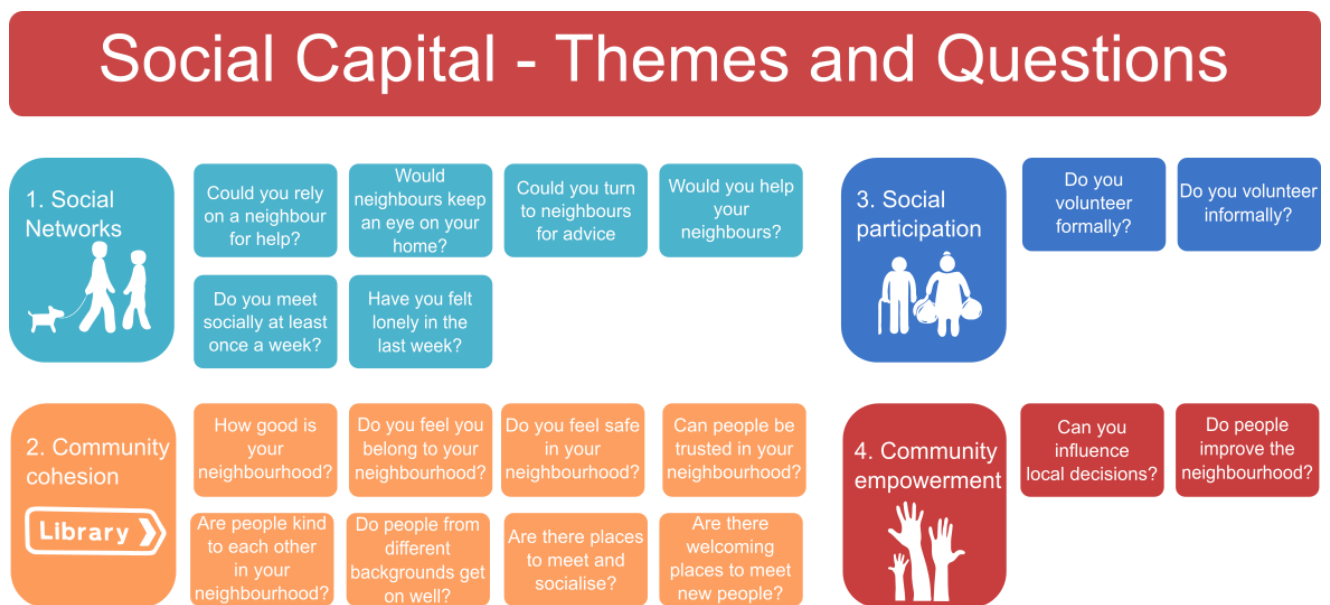 Social Capital - Themes and Questions
1. Social
Networks
Could you rely
on a neighbour
for help?
Would
neighbours keep
an eye on your
home?
Could you turn
to neighbours
for advice
Would you help
your
neighbours?
Do you meet
socially at least
once a week?
Have you felt
lonely in the
last week?
3. Social
participation
Do you
volunteer
formally?
Do you volunteer
informally?
2. Community
cohesion
Library
How good is
your
neighbourhood?
Do you feel you
belong to your
neighbourhood?
Do you feel safe
in your
neighbourhood?
Can people be
trusted in your
neighbourhood?
Are people kind
to each other
in your
neighbourhood?
Do people from
different
backgrounds get
on well?
Are there places
to meet and
socialise?
Are there
welcoming
places to meet
new people?
4. Community
empowerment
Can you
influence
local decisions?
Do people
improve the
neighbourhood?